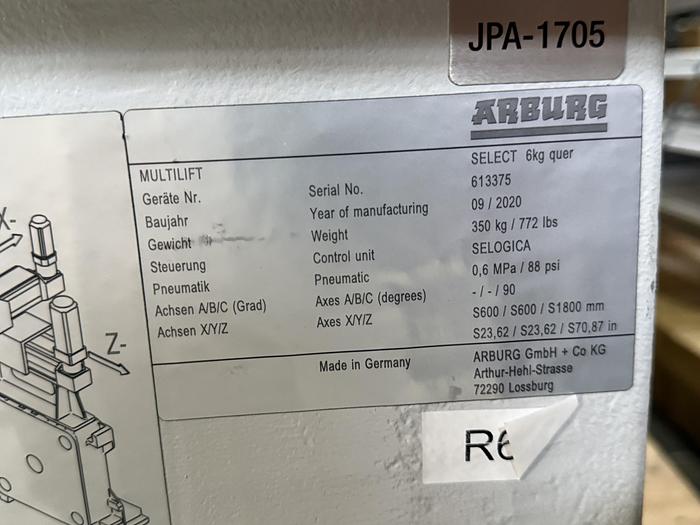 JPA-1705
ARBURG
MULTILIFT SELECT 6kg quer
Geräte Nr. Serial No. 613375
Baujahr Year of manufacturing 09 / 2020
Gewicht Weight 350 kg / 772 lbs
Steuerung Control unit SELOGICA
Pneumatik Pneumatic 0,6 MPa / 88 psi
Achsen A/B/C (Grad) Axes A/B/C (degrees) - / - / 90
Achsen X/Y/Z Axes X/Y/Z S600 / S600 / S1800 mm
S23,62 / S23,62 / S70,87 in
Made in Germany ARBURG GmbH + Co KG
Arthur-Hehl-Strasse
72290 Lossburg
X-
Z-